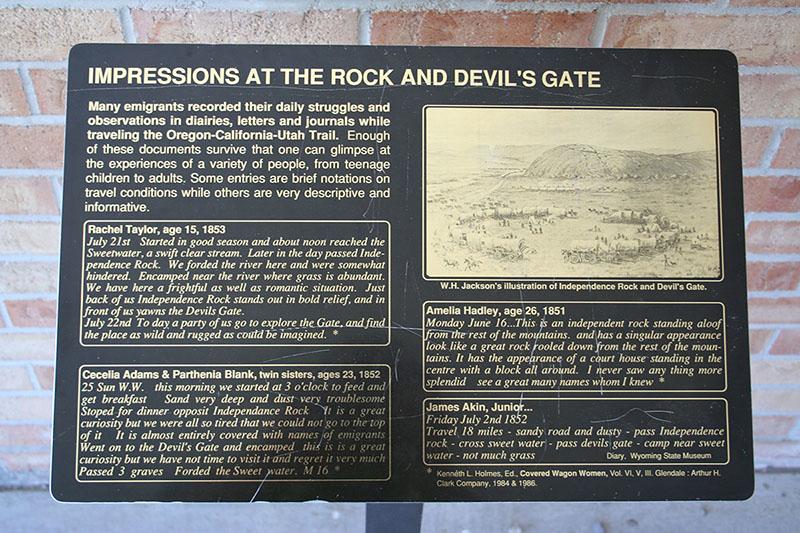 IMPRESSIONS AT THE ROCK AND DEVIL'S GATE
Many emigrants recorded their daily struggles and
observations in diairies, letters and journals while
traveling the Oregon-California-Utah Trail. Enough
of these documents survive that one can glimpse at
the experiences of a variety of people, from teenage
children to adults. Some entries are brief notations on
travel conditions while others are very descriptive and
informative.
Rachel Taylor, age 15, 1853
July 21st Started in good season and about noon reached the
Sweetwater, a swift clear stream. Later in the day passed Inde-
pendence Rock. We forded the river here and were somewhat
hindered. Encamped near the river where grass is abundant.
We have here a frightful as well as romantic situation. Just
back of us Independence Rock stands out in bold relief, and in
front of us yawns the Devils Gate.
July 22nd To day a party of us go to explore the Gate, and find
the place as wild and rugged as could be imagined. *
Cecelia Adams & Parthenia Blank, twin sisters, ages 23, 1852
25 Sun W.W. this morning we started at 3 o'clock to feed and
get breakfast Sand very deep and dust very troublesome
Stoped for dinner opposit Independance Rock It is a great
curiosity but we were all so tired that we could not go to the top
of it It is almost entirely covered with names of emigrants
Went on to the Devil's Gate and encamped this is is a great
curiosity but we have not time to visit it and regret it very much
Passed 3 graves Forded the Sweet water. M 16 *
W.H. Jackson's illustration of Independence Rock and Devil's Gate.
Amelia Hadley, age 26, 1851
Monday June 16...This is an independent rock standing aloof
from the rest of the mountains. and has a singular appearance
look like a great rock rooled down from the rest of the moun-
tains. It has the appearance of a court house standing in the
centre with a block all around. I never saw any thing more
splendid see a great many names whom I knew *
James Akin, Junior...
Friday July 2nd 1852
Travel 18 miles - sandy road and dusty - pass Independence
rock - cross sweet water - pass devils gate - camp near sweet
water - not much grass Diary, Wyoming State Museum
* Kenneth L. Holmes, Ed., Covered Wagon Women, Vol. VI, V, III. Glendale : Arthur H.
Clark Company. 1984 & 1986.